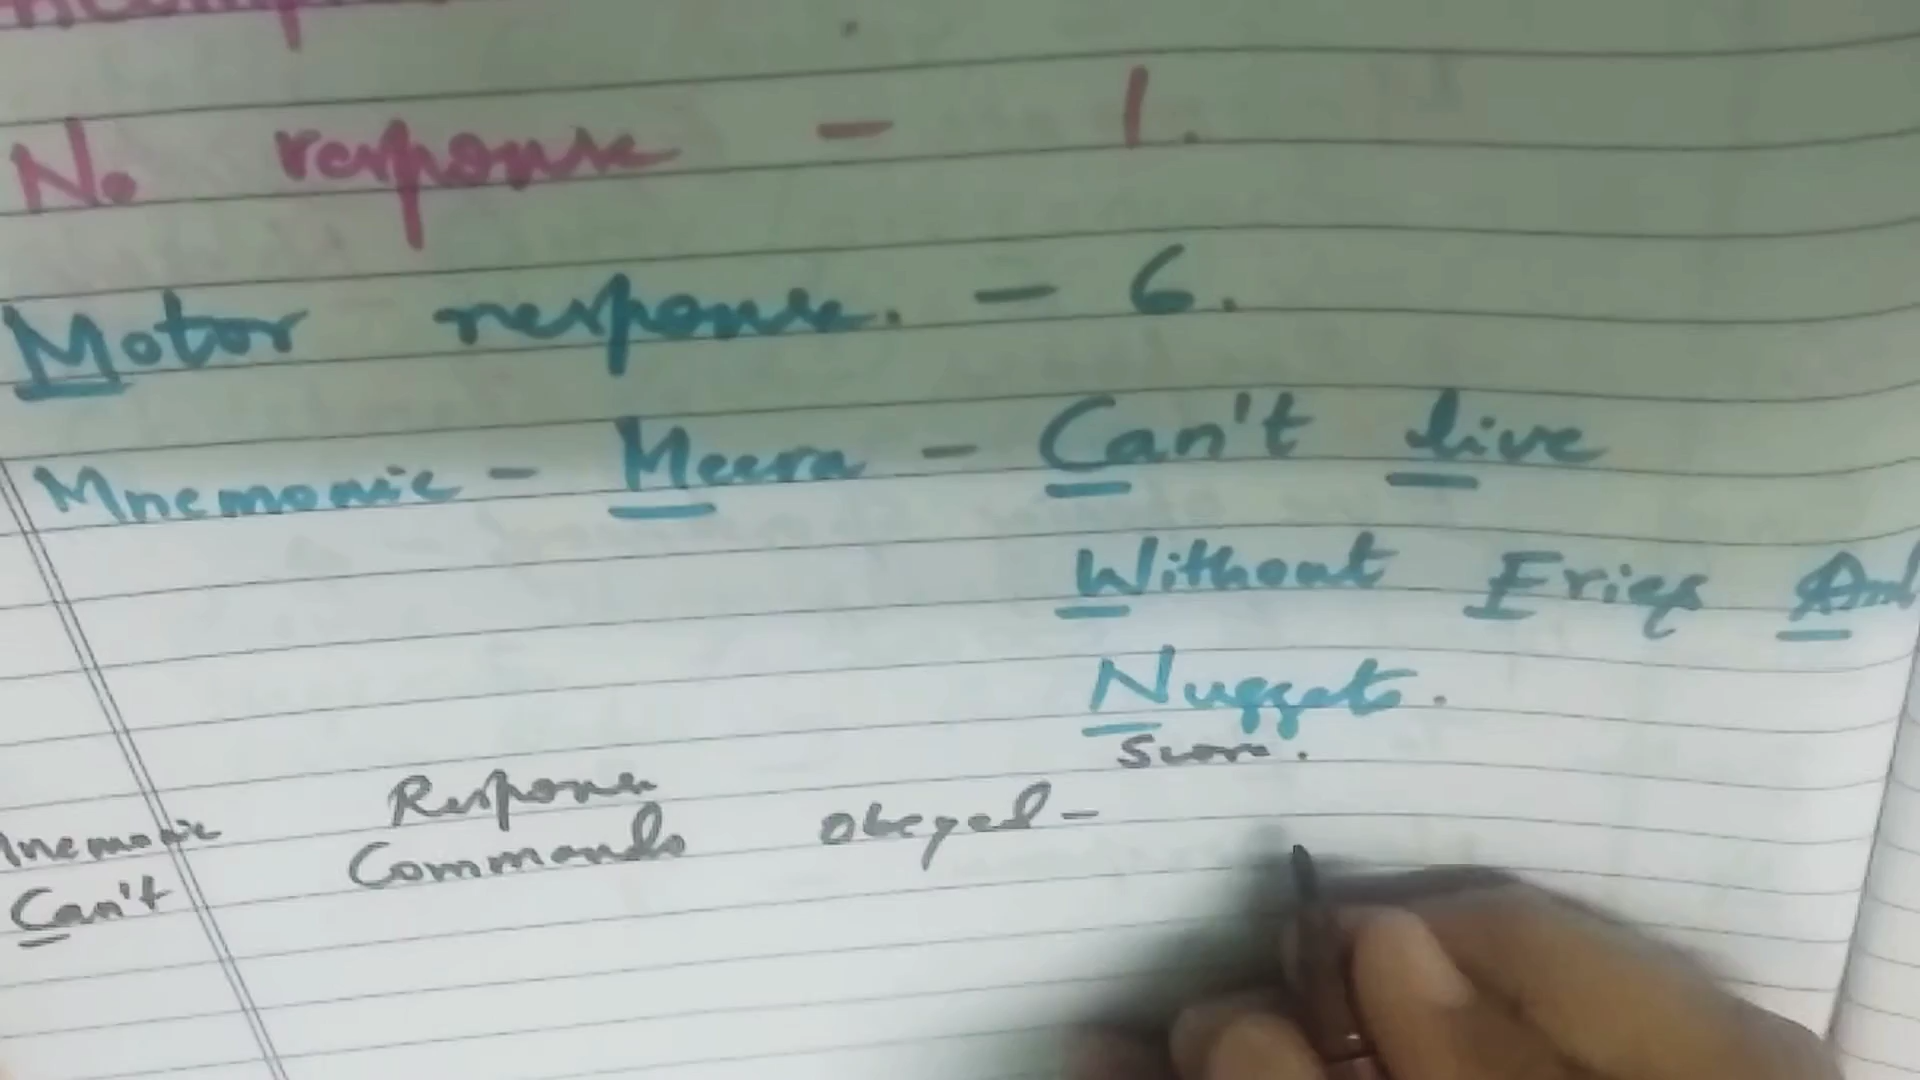 No response - 1.
Motor response. - 6.
Mnemonic - Meera - Can't live
Without Fries And
Nuggets.
Mnemonic Response Score.
Can't Commands obeyed -